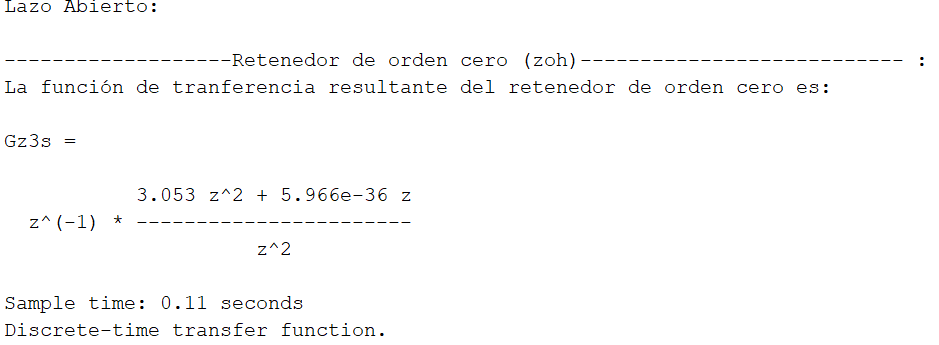 Lazo Abierto:
-------------------Retenedor de orden cero (zoh)--------------------------- :
La función de tranferencia resultante del retenedor de orden cero es:
Gz3s =
3.053 z^2 + 5.966e-36 z
z^(-1) * -----------------------
z^2
Sample time: 0.11 seconds
Discrete-time transfer function.